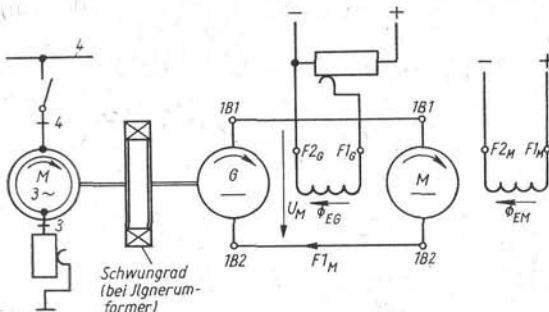 − +
− +
4
4
1B1 1B1
F2G F1G
F2M F1M
M
3~
G
M
UM
ΦEG
ΦEM
3
1B2 F1M 1B2
Schwungrad
(bei Jlgnerum-
former)